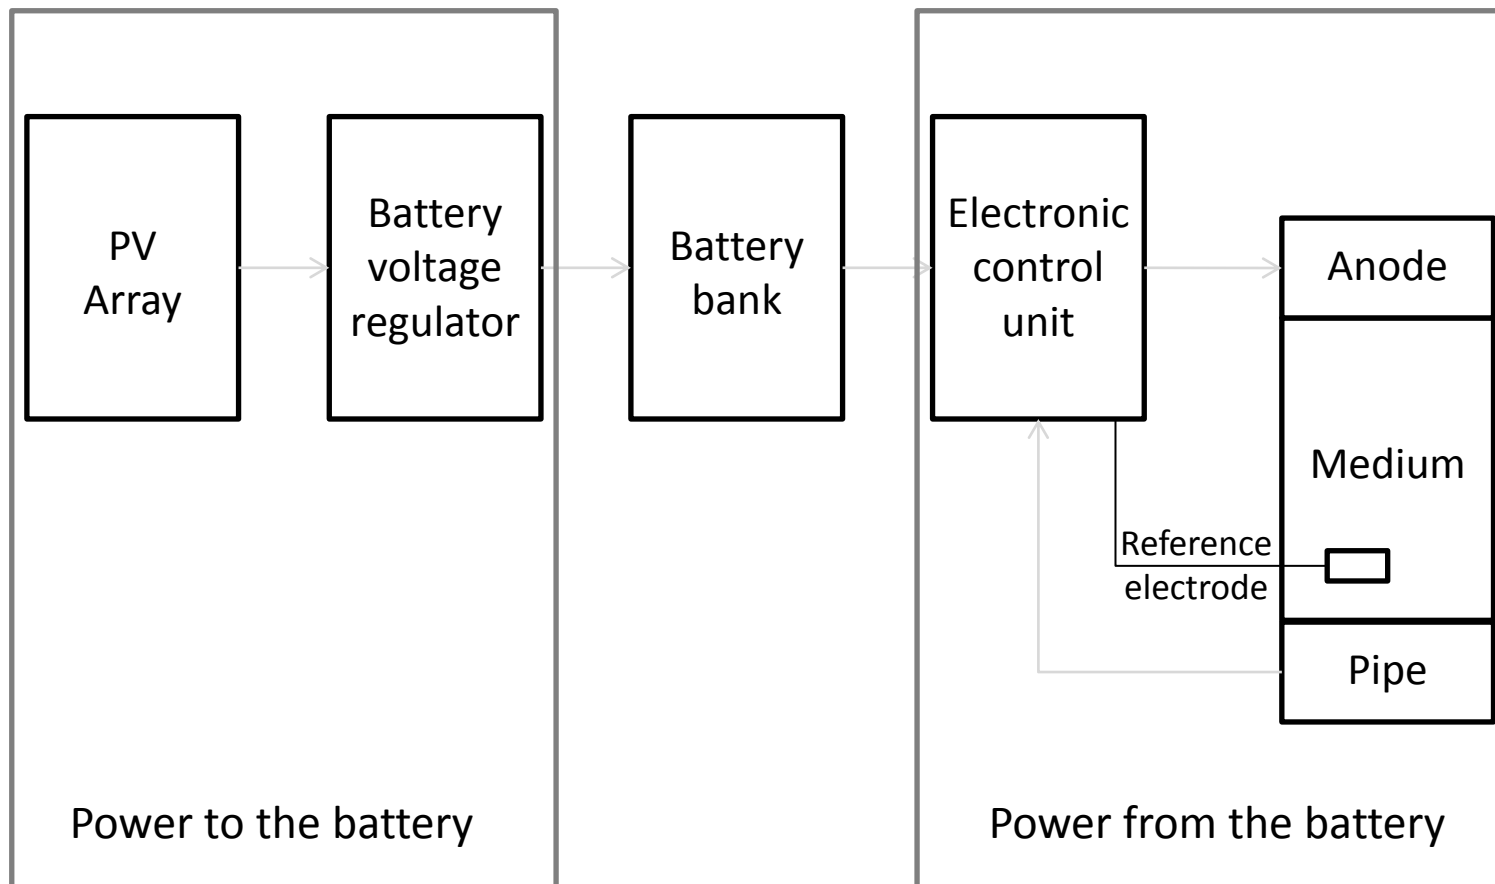 PV
Array
Battery
voltage
regulator
Battery
bank
Electronic
control
unit
Anode
Medium
Reference
electrode
Pipe
Power to the battery
Power from the battery